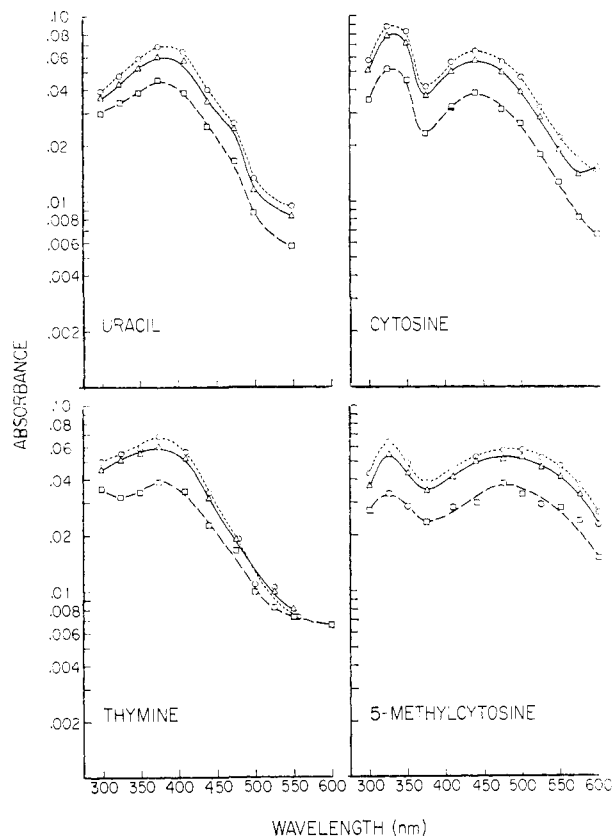 0.10
.08
.06
.04
.02
.01
.008
.006
.004
.002
URACIL
CYTOSINE
ABSORBANCE
0.10
.08
.06
.04
.02
.01
.008
.006
.004
.002
THYMINE
5-METHYLCYTOSINE
300 350 400 450 500 550 600 300 350 400 450 500 550 600
WAVELENGTH (nm)